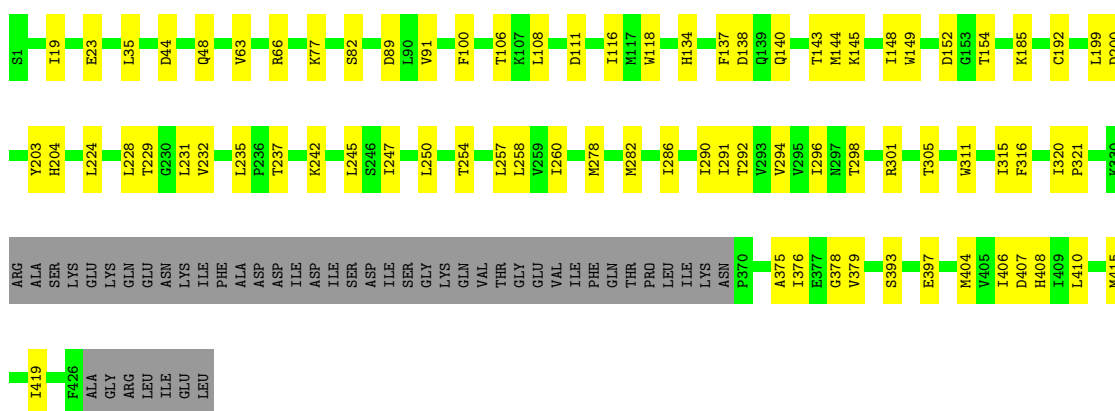 S1 I19 E23 L35 D44 Q48 V63 R66 K77 S82 D89 L90 V91 F100 T106 K107 L108 D111 I116 M117 W118 H134 F137 D138 Q139 Q140 T143 M144 K145 I148 W149 D152 G153 T154 K185 C192 L199
Y203 H204 L224 L228 T229 G230 L231 V232 L235 P236 T237 K242 L245 S246 I247 L250 T254 L257 L258 V259 I260 M278 M282 I286 I290 I291 T292 V293 V294 V295 I296 N297 T298 R301 T305 W311 I315 F316 I320 P321 K330
ARG ALA SER LYS GLU LYS GLN GLU ASN LYS ILE PHE ALA ASP ASP ILE ASP ILE SER ASP ILE SER GLY LYS GLN VAL THR GLY GLU VAL ILE PHE GLN THR PRO LEU ILE LYS ASN P370 A375 I376 E377 G378 V379 S393 E397 M404 V405 I406 D407 H408 I409 L410 M415
I419 F426 ALA GLY ARG LEU ILE GLU LEU